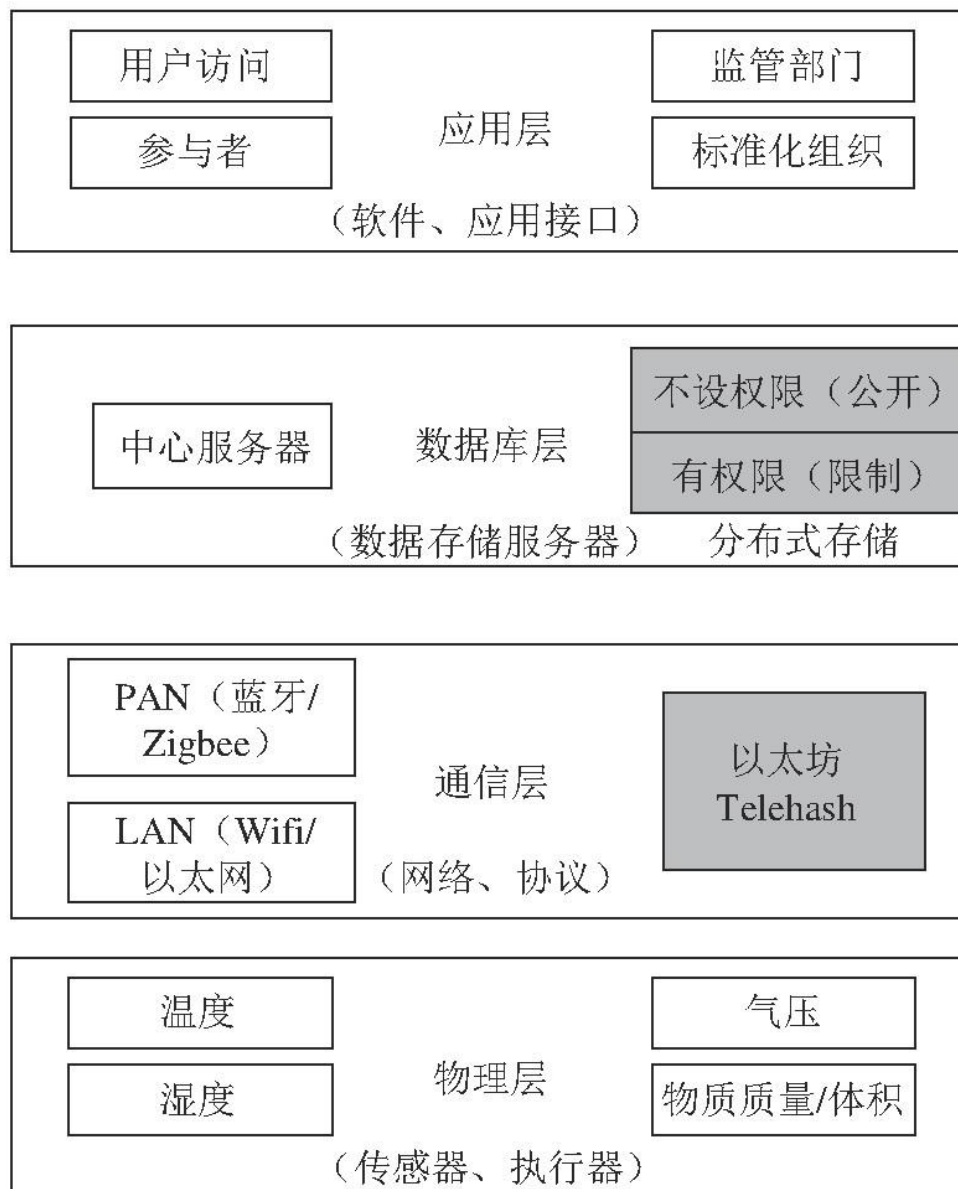 用户访问
监管部门
应用层
参与者
标准化组织
（软件、应用接口）
不设权限（公开）
中心服务器
数据库层
有权限（限制）
（数据存储服务器）
分布式存储
PAN（蓝牙/
Zigbee）
通信层
以太坊
Telehash
LAN（Wifi/
以太网）
（网络、协议）
温度
气压
物理层
湿度
物质质量/体积
（传感器、执行器）